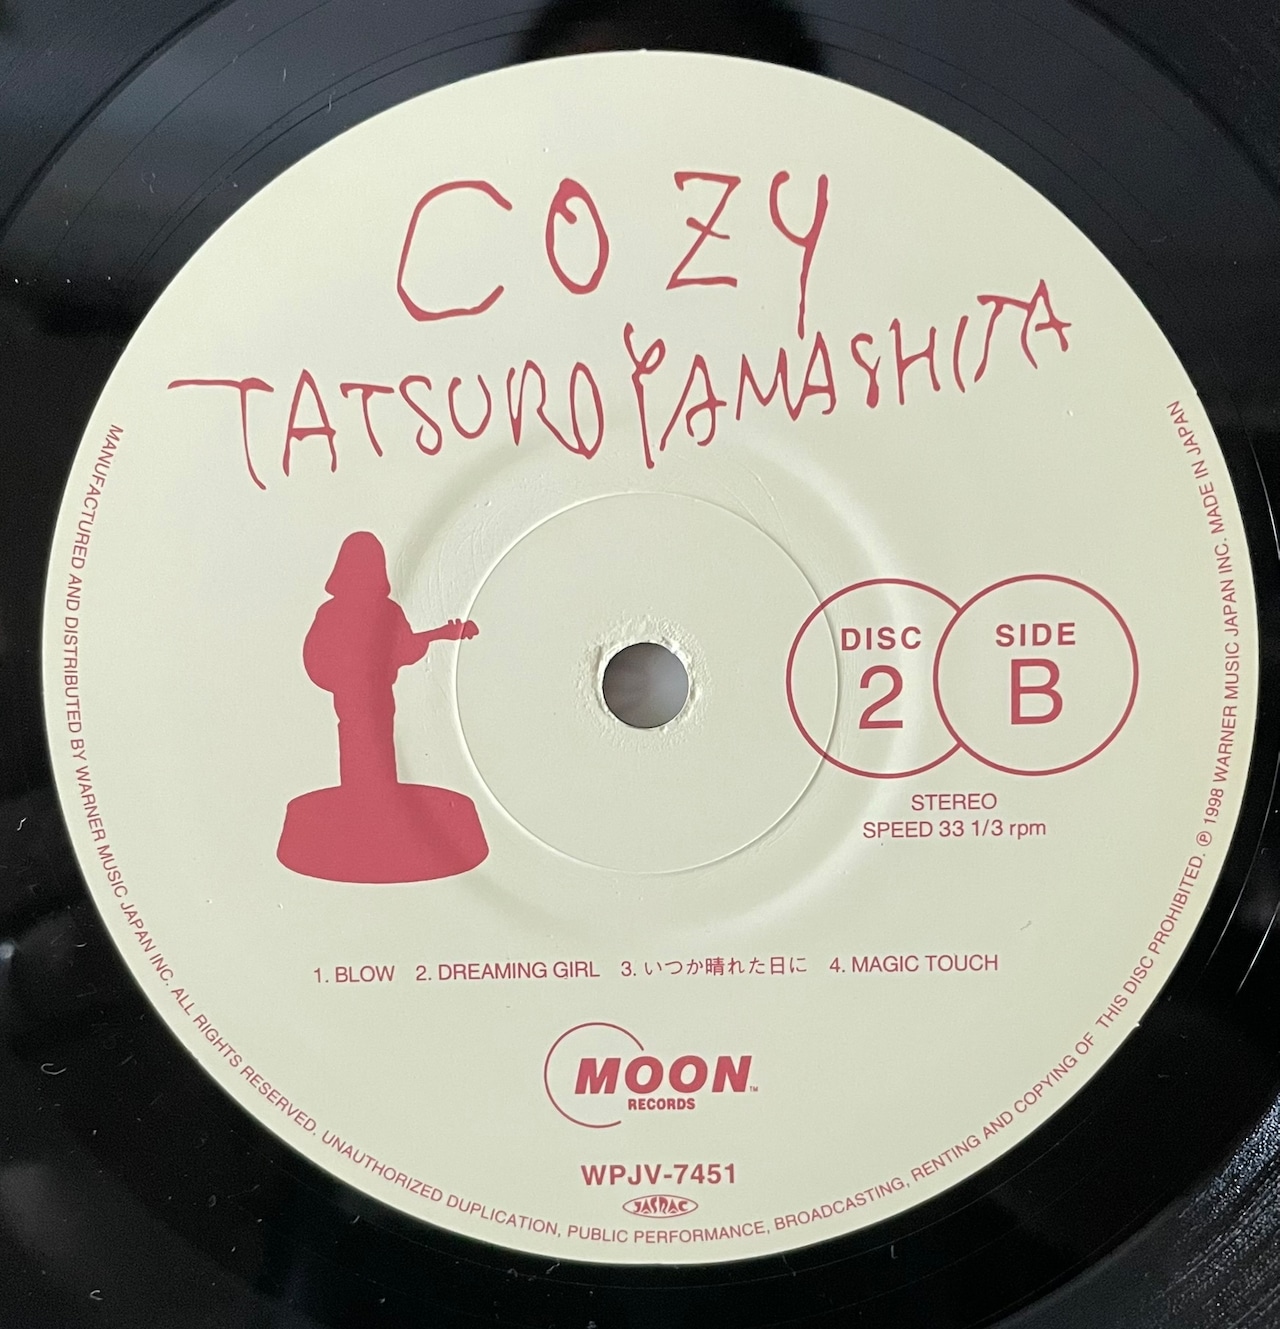 COZY
TATSURO YAMASHITA
DISC
2
SIDE
B
STEREO
SPEED 33 1/3 rpm
1. BLOW 2. DREAMING GIRL 3. いつか晴れた日に 4. MAGIC TOUCH
MOON™
RECORDS
WPJV-7451
JASRAC
MANUFACTURED AND DISTRIBUTED BY WARNER MUSIC JAPAN INC. ALL RIGHTS RESERVED. UNAUTHORIZED DUPLICATION, PUBLIC PERFORMANCE, BROADCASTING, RENTING AND COPYING OF THIS DISC PROHIBITED. ℗ 1998 WARNER MUSIC JAPAN INC. MADE IN JAPAN